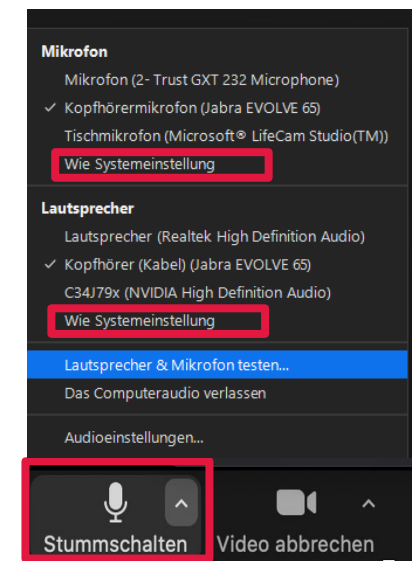 Mikrofon
Mikrofon (2- Trust GXT 232 Microphone)
✓ Kopfhörermikrofon (Jabra EVOLVE 65)
Tischmikrofon (Microsoft® LifeCam Studio(TM))
Wie Systemeinstellung
Lautsprecher
Lautsprecher (Realtek High Definition Audio)
✓ Kopfhörer (Kabel) (Jabra EVOLVE 65)
C34J79x (NVIDIA High Definition Audio)
Wie Systemeinstellung
Lautsprecher & Mikrofon testen...
Das Computeraudio verlassen
Audioeinstellungen...
Stummschalten Video abbrechen